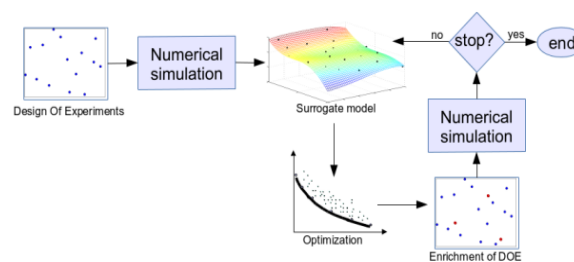 Design Of Experiments
Numerical
simulation
Surrogate model
Optimization
Enrichment of DOE
Numerical
simulation
stop?
no
yes
end